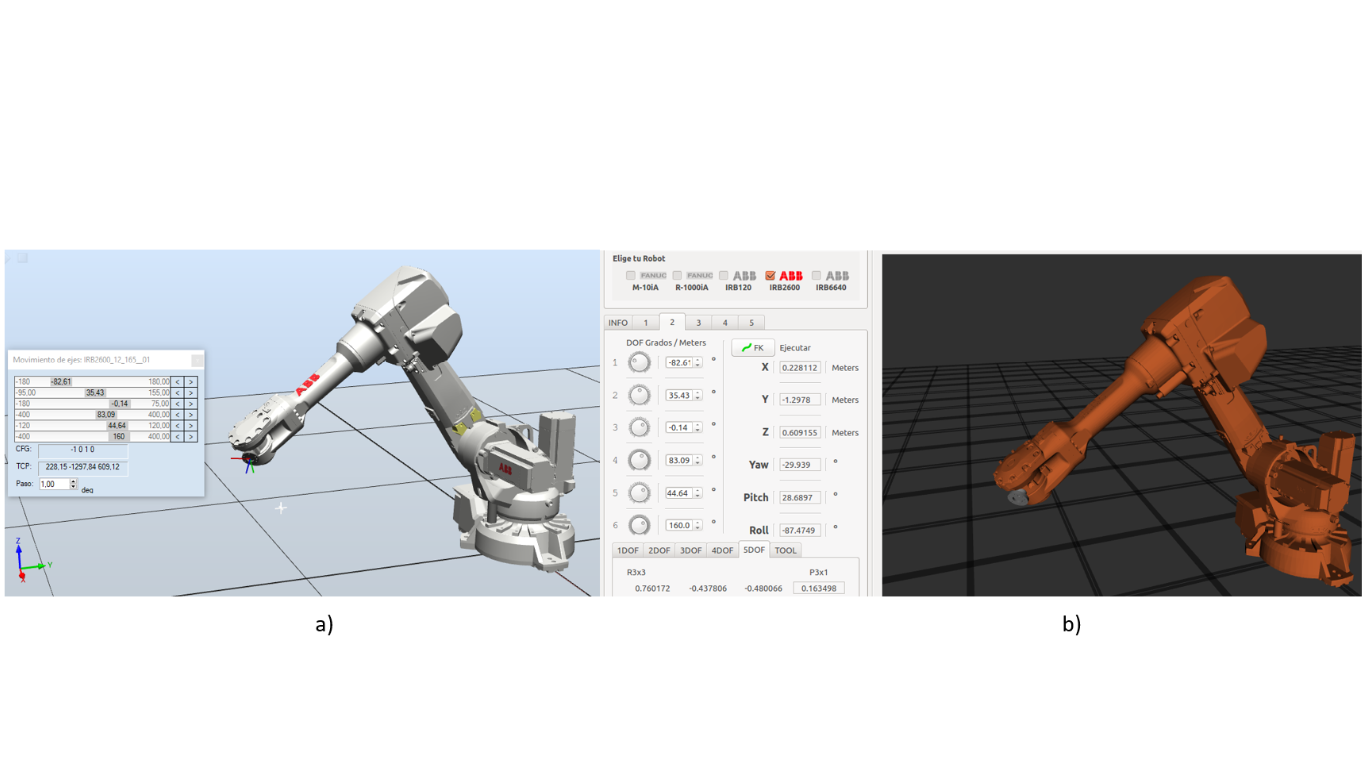 Movimiento de ejes: IRB2600_12_165__01
-180 -82.61 180,00 < >
-95.00 35,43 155,00 < >
-180 -0,14 75,00 < >
-400 83,09 400,00 < >
-120 44.64 120,00 < >
-400 160 400,00 < >
CFG: -1 0 1 0
TCP: 228.15 -1297,84 609,12
Paso: 1,00 deg
Z
Y
X
ABB
ABB
a)
Elige tu Robot
FANUC FANUC ABB ABB ABB
M-10iA R-1000iA IRB120 IRB2600 IRB6640
INFO 1 2 3 4 5
DOF Grados / Meters FK Ejecutar
1 -82.61 °
X 0.228112 Meters
2 35.43 °
Y -1.2978 Meters
3 -0.14 °
Z 0.609155 Meters
4 83.09 °
Yaw -29.939 °
5 44.64 °
Pitch 28.6897 °
6 160.0 °
Roll -87.4749 °
1DOF 2DOF 3DOF 4DOF 5DOF TOOL
R3x3 P3x1
0.760172 -0.437806 -0.480066 0.163498
b)